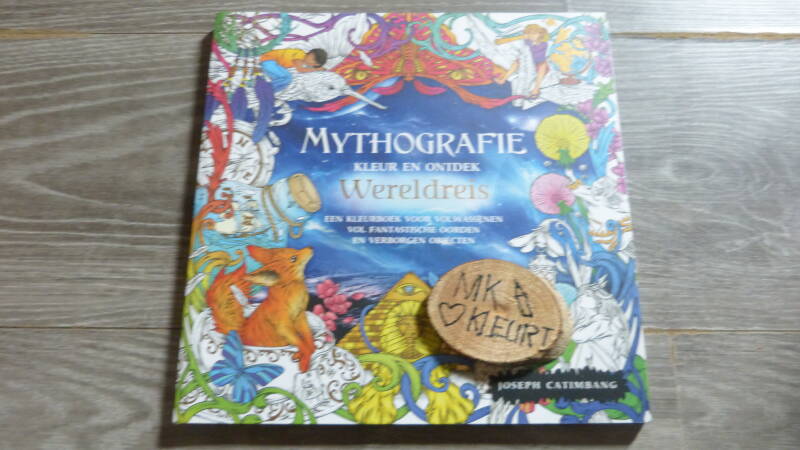 MYTHOGRAFIE
KLEUR EN ONTDEK
Wereldreis
EEN KLEURBOEK VOOR VOLWASSENEN
VOL FANTASTISCHE OORDEN
EN VERBORGEN OBJECTEN
MK &
♡ KLEURT
JOSEPH CATIMBANG